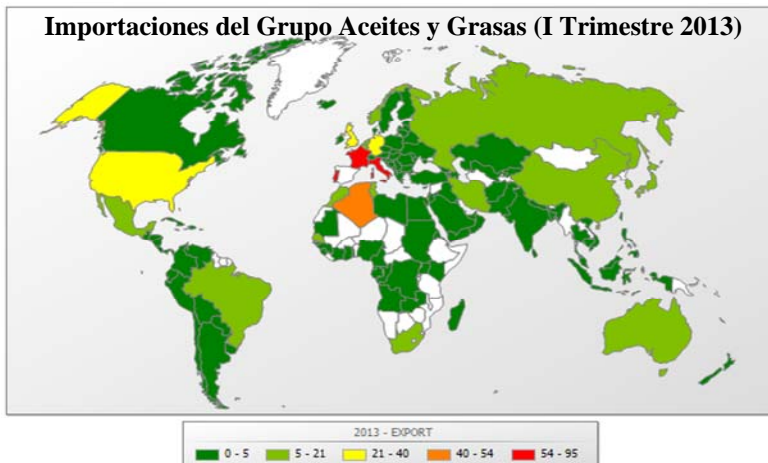 Importaciones del Grupo Aceites y Grasas (I Trimestre 2013)
2013 - EXPORT
0 - 5 5 - 21 21 - 40 40 - 54 54 - 95